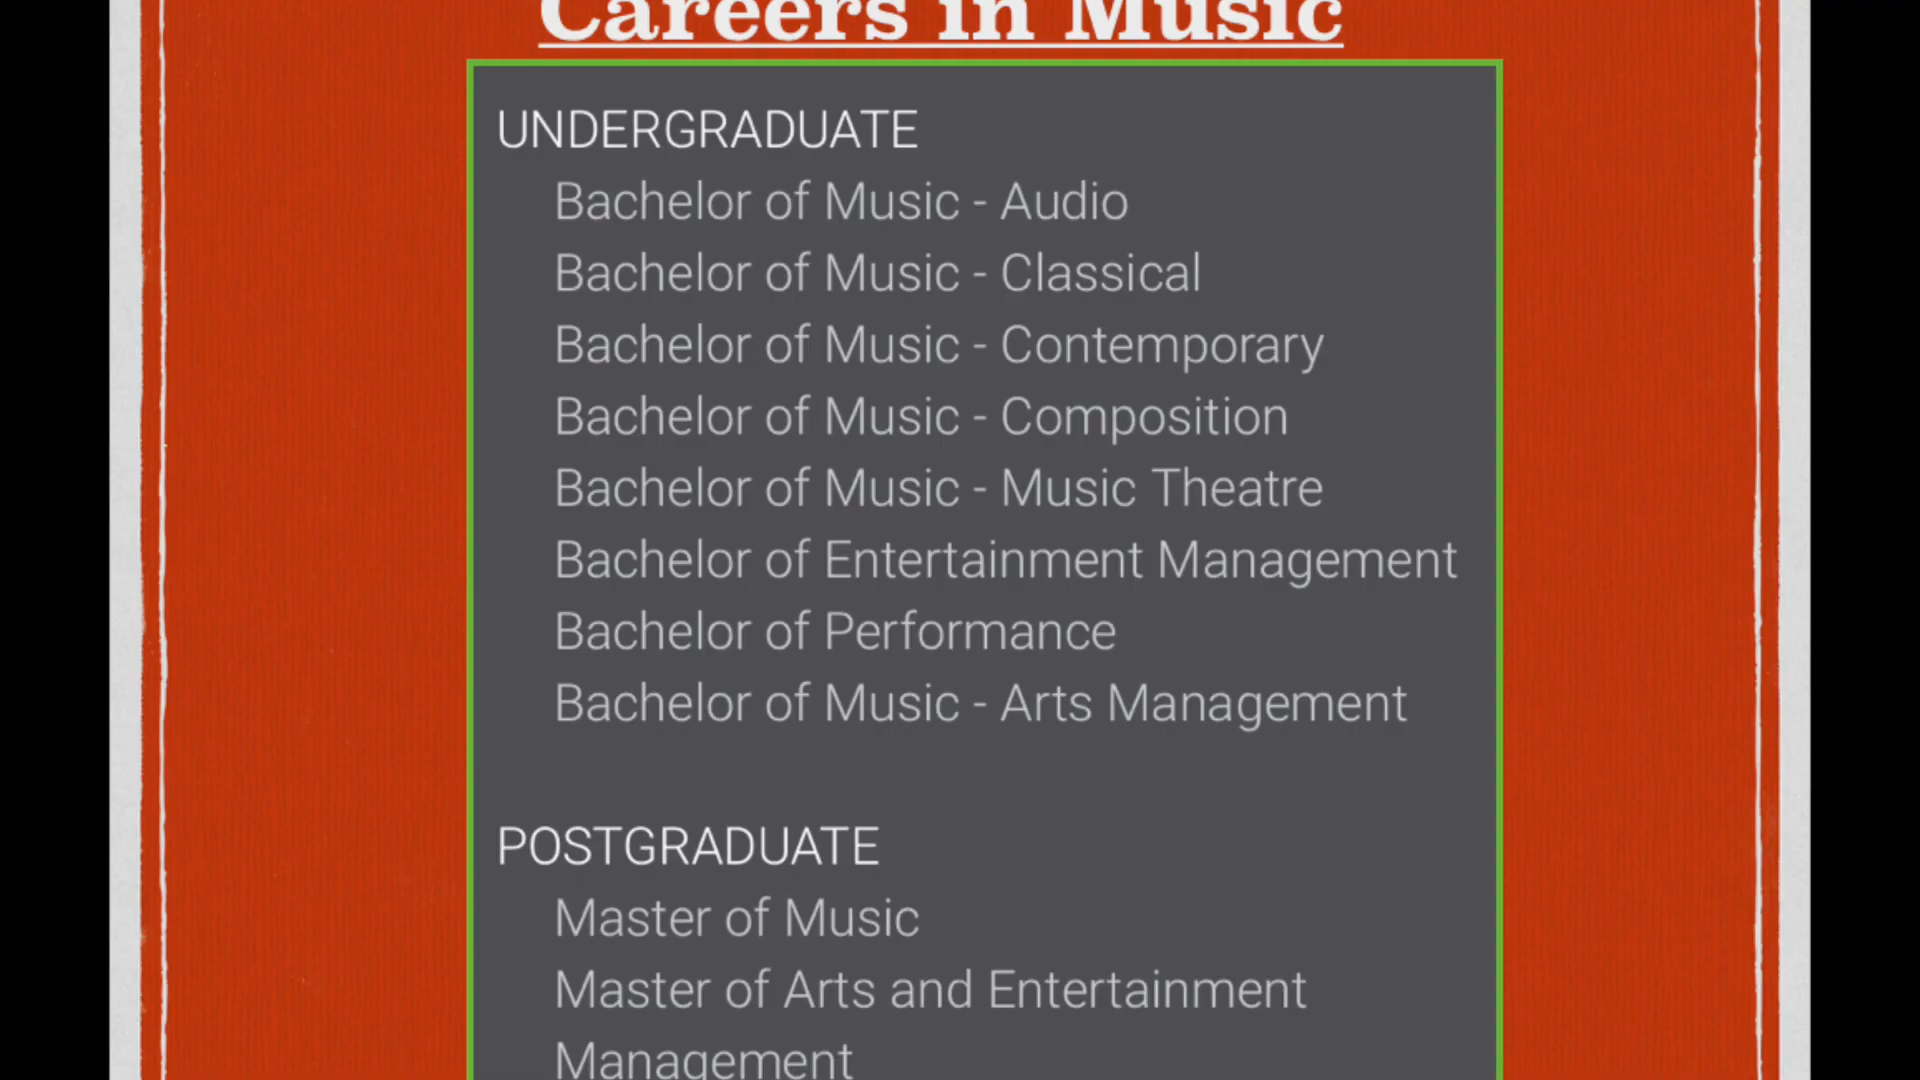 Careers in Music
UNDERGRADUATE
Bachelor of Music - Audio
Bachelor of Music - Classical
Bachelor of Music - Contemporary
Bachelor of Music - Composition
Bachelor of Music - Music Theatre
Bachelor of Entertainment Management
Bachelor of Performance
Bachelor of Music - Arts Management
POSTGRADUATE
Master of Music
Master of Arts and Entertainment
Management